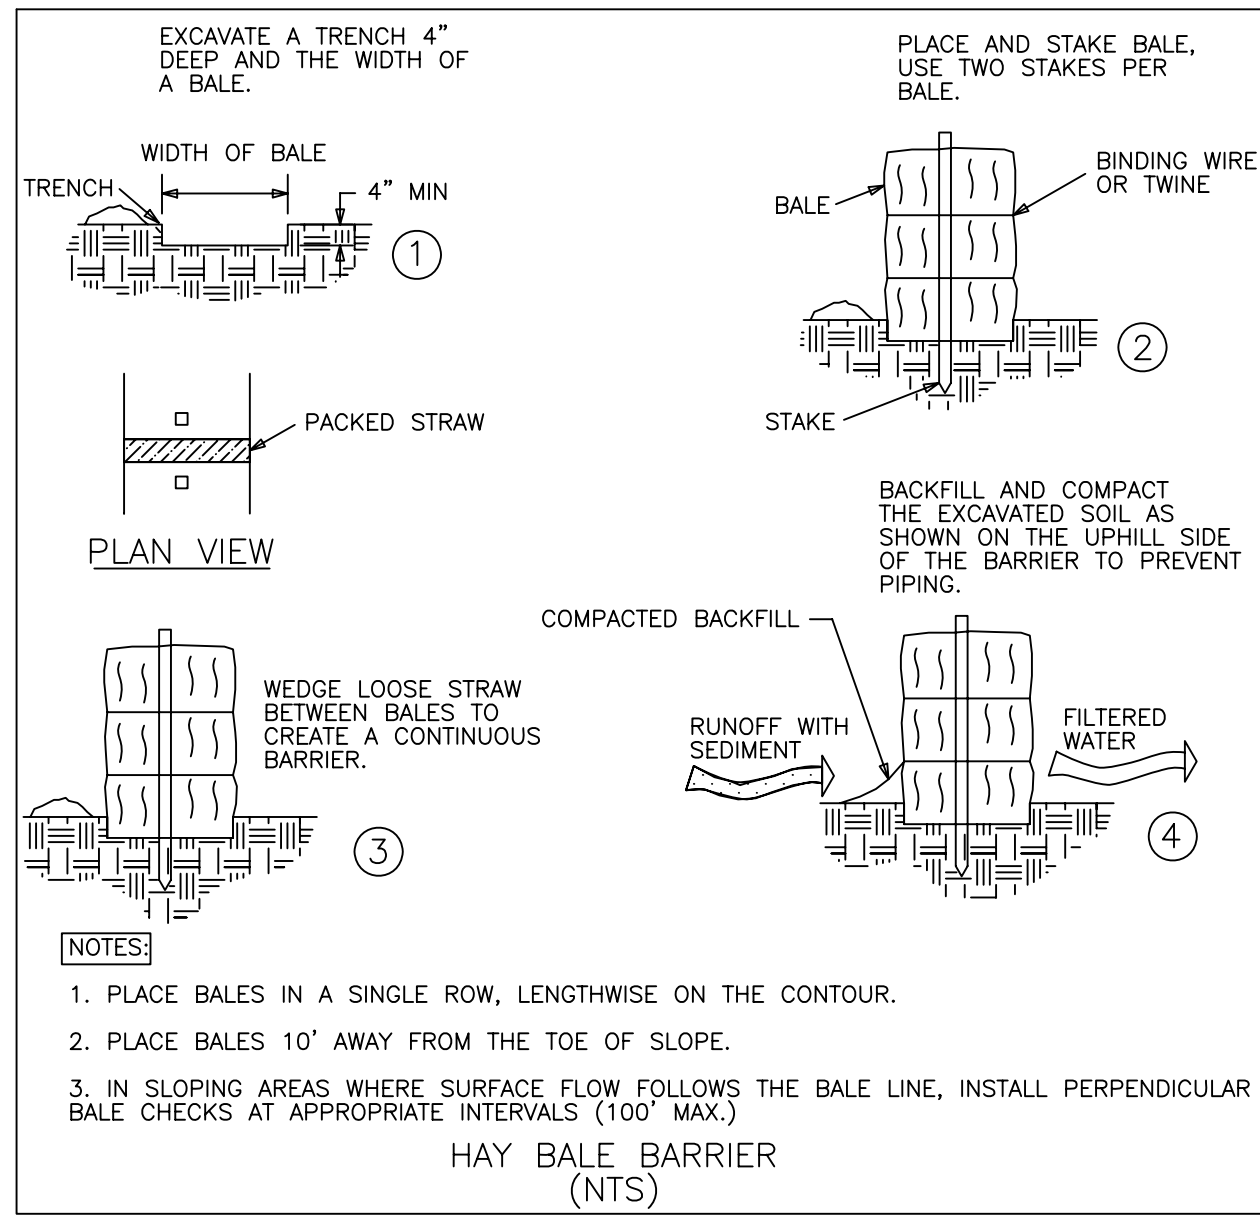 EXCAVATE A TRENCH 4”
DEEP AND THE WIDTH OF
A BALE.
WIDTH OF BALE
TRENCH
4” MIN
1
PLACE AND STAKE BALE,
USE TWO STAKES PER
BALE.
BINDING WIRE
OR TWINE
BALE
2
STAKE
PACKED STRAW
PLAN VIEW
WEDGE LOOSE STRAW
BETWEEN BALES TO
CREATE A CONTINUOUS
BARRIER.
3
BACKFILL AND COMPACT
THE EXCAVATED SOIL AS
SHOWN ON THE UPHILL SIDE
OF THE BARRIER TO PREVENT
PIPING.
COMPACTED BACKFILL
RUNOFF WITH
SEDIMENT
FILTERED
WATER
4
NOTES:
1. PLACE BALES IN A SINGLE ROW, LENGTHWISE ON THE CONTOUR.
2. PLACE BALES 10’ AWAY FROM THE TOE OF SLOPE.
3. IN SLOPING AREAS WHERE SURFACE FLOW FOLLOWS THE BALE LINE, INSTALL PERPENDICULAR
BALE CHECKS AT APPROPRIATE INTERVALS (100’ MAX.)
HAY BALE BARRIER
(NTS)